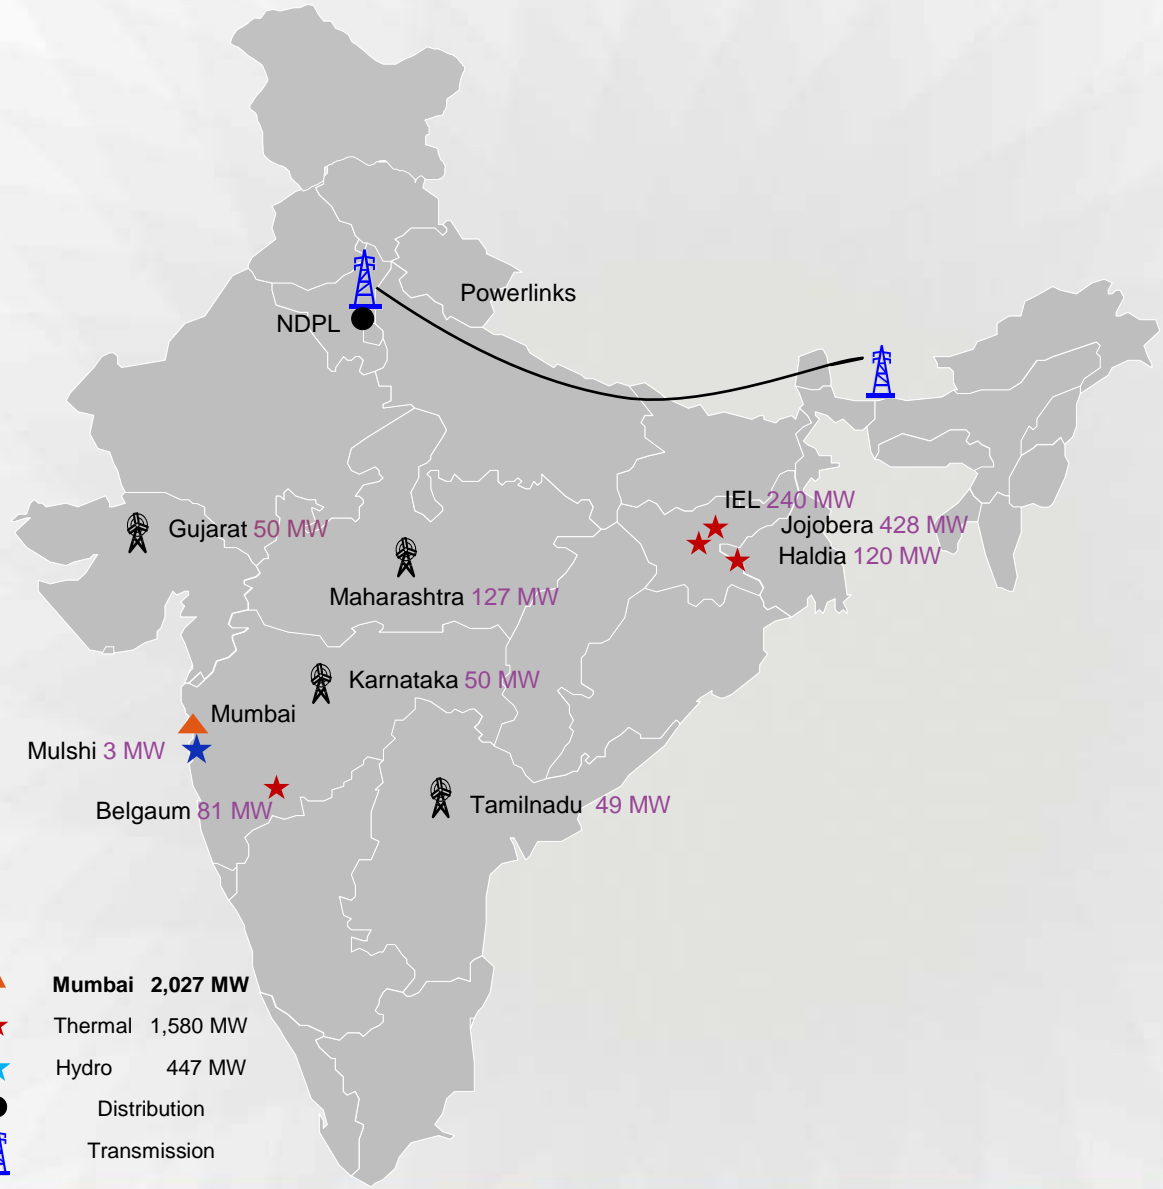 Powerlinks
NDPL
IEL 240 MW
Gujarat 50 MW
Jojobera 428 MW
Haldia 120 MW
Maharashtra 127 MW
Karnataka 50 MW
Mumbai
Mulshi 3 MW
Belgaum 81 MW
Tamilnadu 49 MW
Mumbai 2,027 MW
Thermal 1,580 MW
Hydro 447 MW
Distribution
Transmission